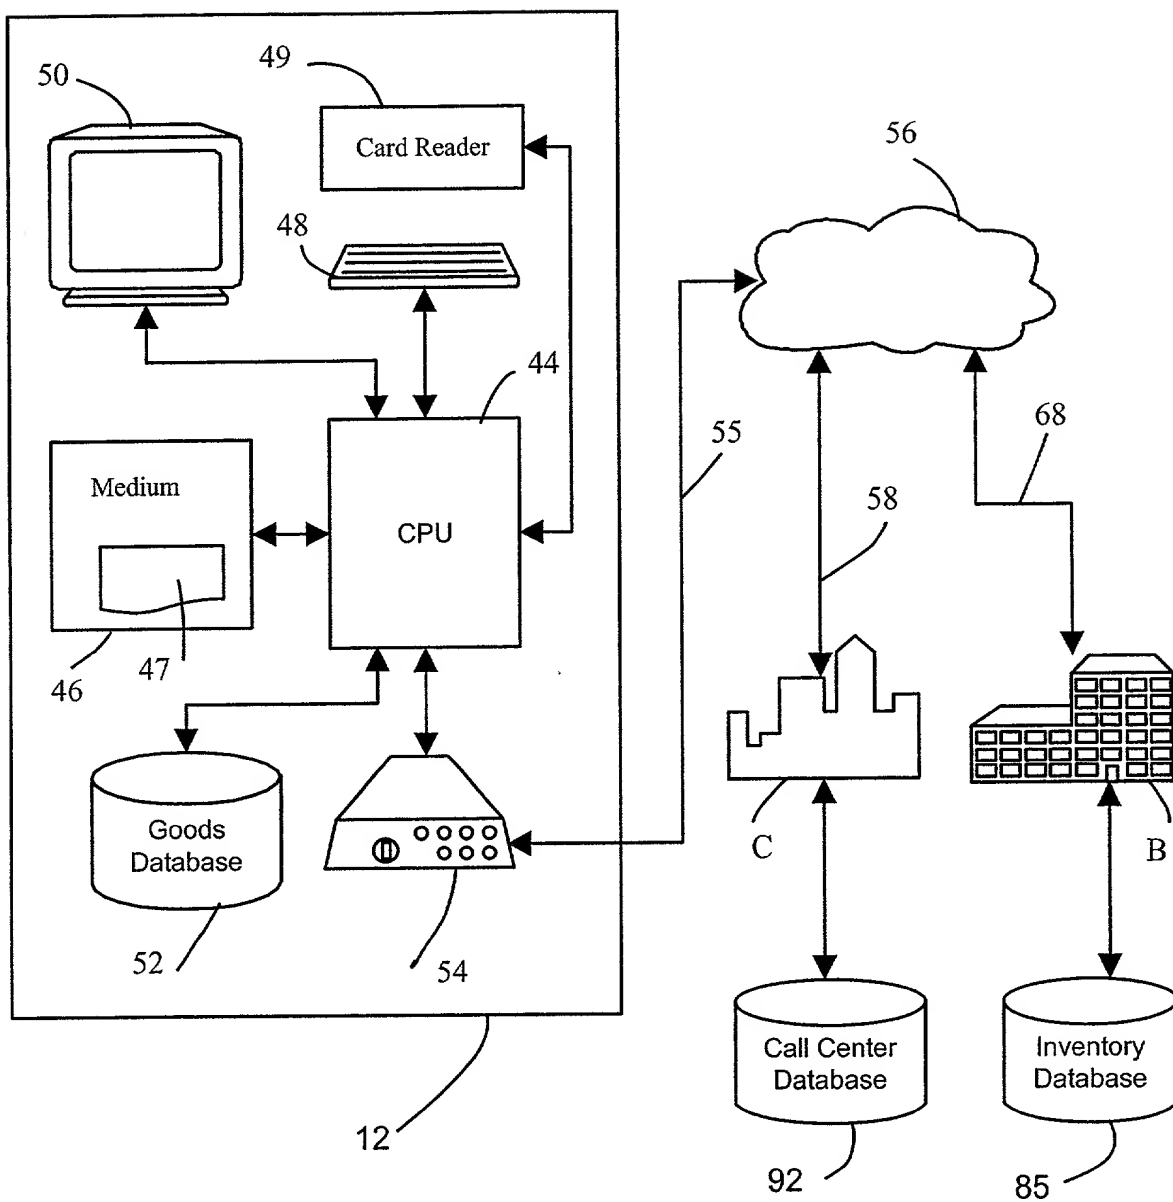 49
50
Card Reader
56
48
44
55
68
Medium
CPU
58
47
46
C
B
Goods
Database
52
54
Call Center
Database
Inventory
Database
12
92
85